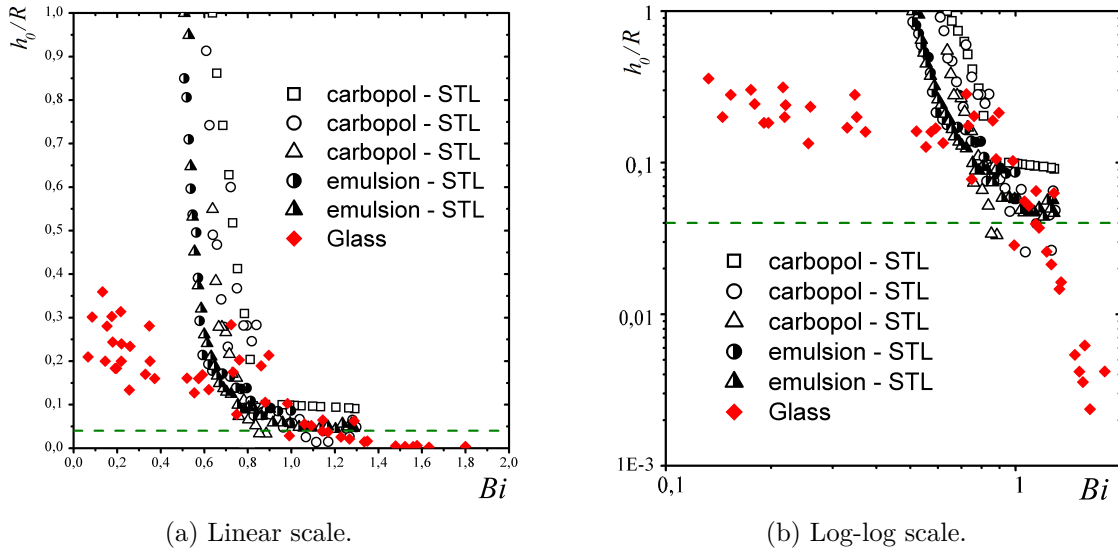 h₀/R
1,0
0,9
0,8
0,7
0,6
0,5
0,4
0,3
0,2
0,1
0,0
0,0 0,2 0,4 0,6 0,8 1,0 1,2 1,4 1,6 1,8 2,0
Bi
carbopol - STL
carbopol - STL
carbopol - STL
emulsion - STL
emulsion - STL
Glass
(a) Linear scale.
h₀/R
1
0,1
0,01
1E-3
0,1 1
Bi
carbopol - STL
carbopol - STL
carbopol - STL
emulsion - STL
emulsion - STL
Glass
(b) Log-log scale.